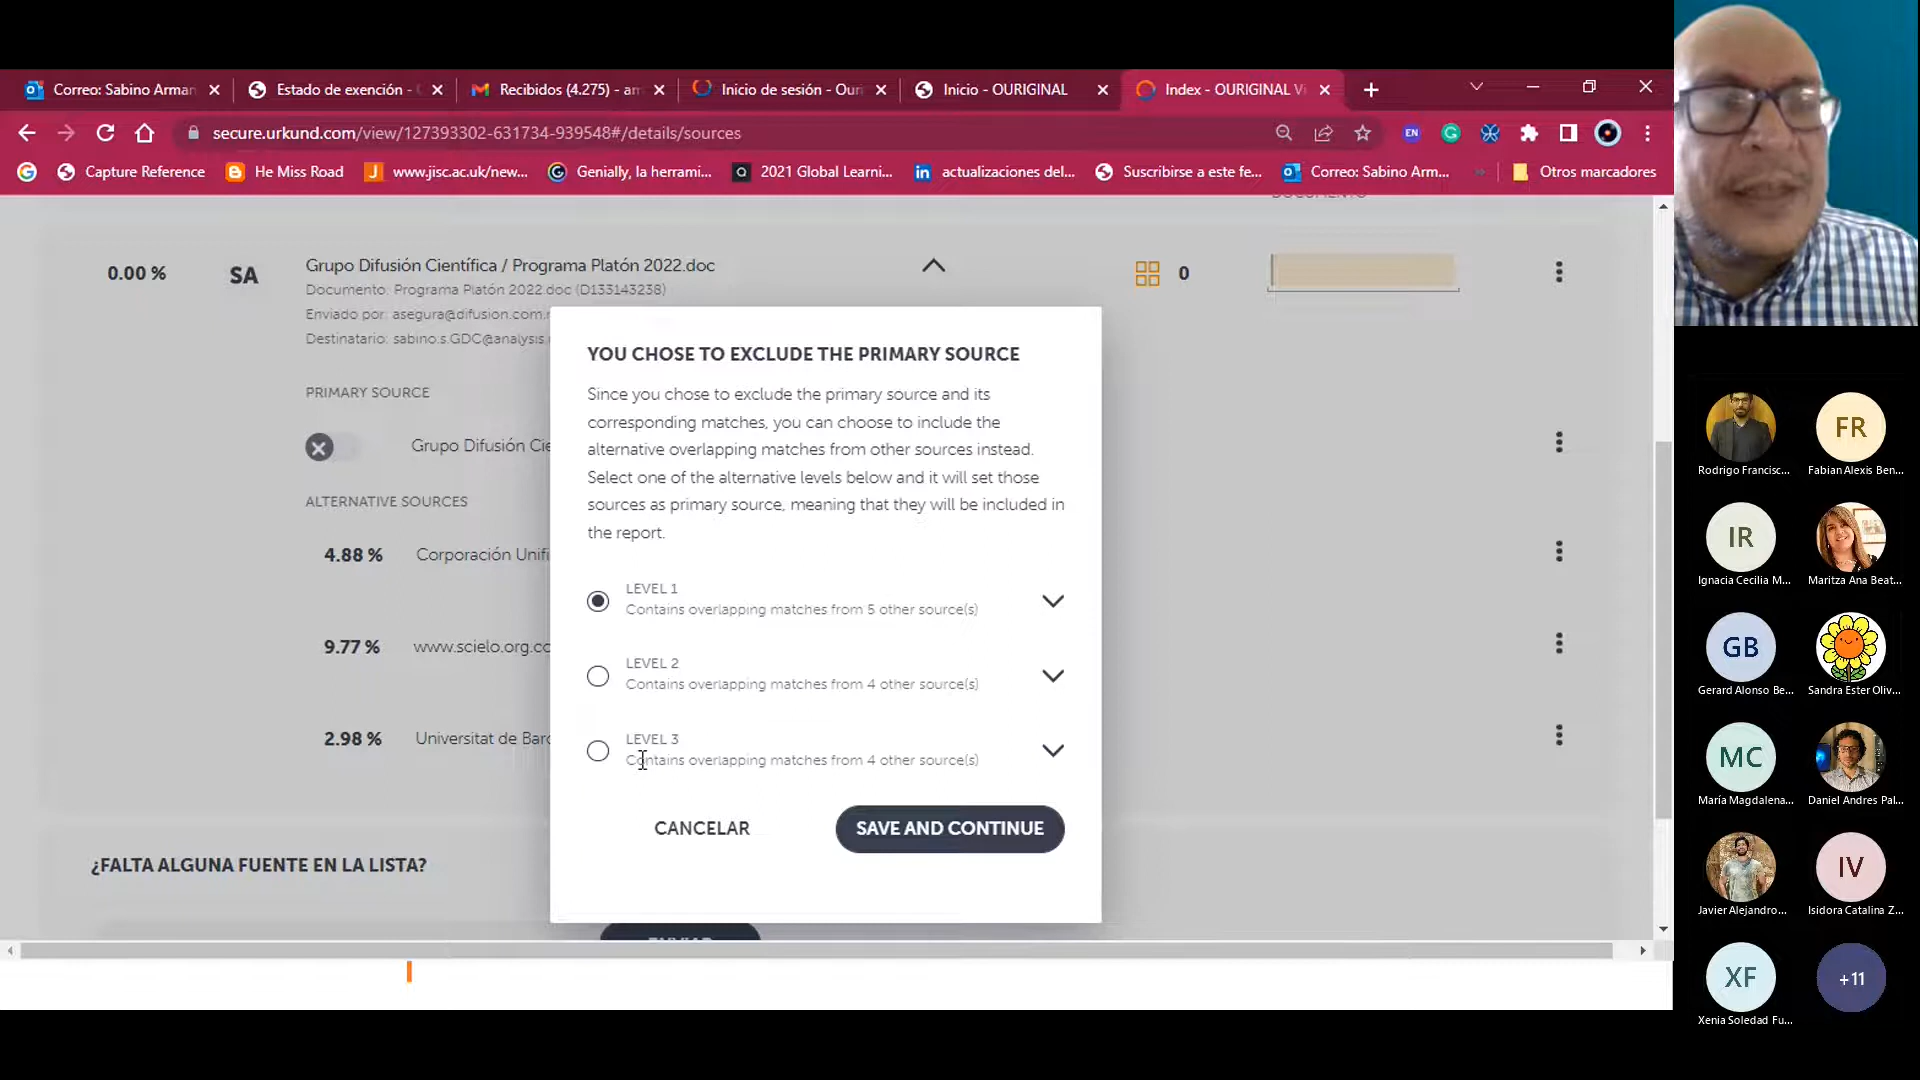 Correo: Sabino Arman
Estado de exención -
Recibidos (4.275) - arr
Inicio de sesión - Ouri
Inicio - OURIGINAL
Index - OURIGINAL Vi
secure.urkund.com/view/127393302-631734-939548#/details/sources
EN
Capture Reference
He Miss Road
www.jisc.ac.uk/new...
Genially, la herrami...
2021 Global Learni...
actualizaciones del...
Suscribirse a este fe...
Correo: Sabino Arm...
Otros marcadores
DOCUMENTO
0.00 %
SA
Grupo Difusión Científica / Programa Platón 2022.doc
Documento: Programa Platón 2022.doc (D133143238)
Enviado por: asegura@difusion.com.
Destinatario: sabino.s.GDC@analysis.
0
PRIMARY SOURCE
Grupo Difusión Cie
ALTERNATIVE SOURCES
4.88 %
Corporación Unifi
9.77 %
www.scielo.org.co
2.98 %
Universitat de Barc
YOU CHOSE TO EXCLUDE THE PRIMARY SOURCE
Since you chose to exclude the primary source and its
corresponding matches, you can choose to include the
alternative overlapping matches from other sources instead.
Select one of the alternative levels below and it will set those
sources as primary source, meaning that they will be included in
the report.
LEVEL 1
Contains overlapping matches from 5 other source(s)
LEVEL 2
Contains overlapping matches from 4 other source(s)
LEVEL 3
Contains overlapping matches from 4 other source(s)
CANCELAR
SAVE AND CONTINUE
¿FALTA ALGUNA FUENTE EN LA LISTA?
ENVIAR
Rodrigo Francisc...
FR
Fabian Alexis Ben...
IR
Ignacia Cecilia M...
Maritza Ana Beat...
GB
Gerard Alonso Be...
Sandra Ester Oliv...
MC
María Magdalena...
Daniel Andres Pal...
Javier Alejandro...
IV
Isidora Catalina Z...
XF
Xenia Soledad Fu...
+11